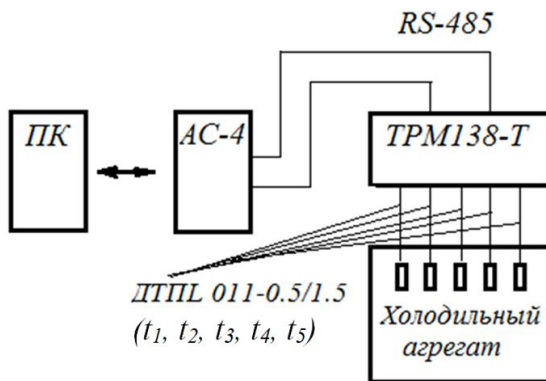 RS-485
ПК
АС-4
ТРМ138-Т
ДТПL 011-0.5/1.5
(t₁, t₂, t₃, t₄, t₅)
Холодильный
агрегат